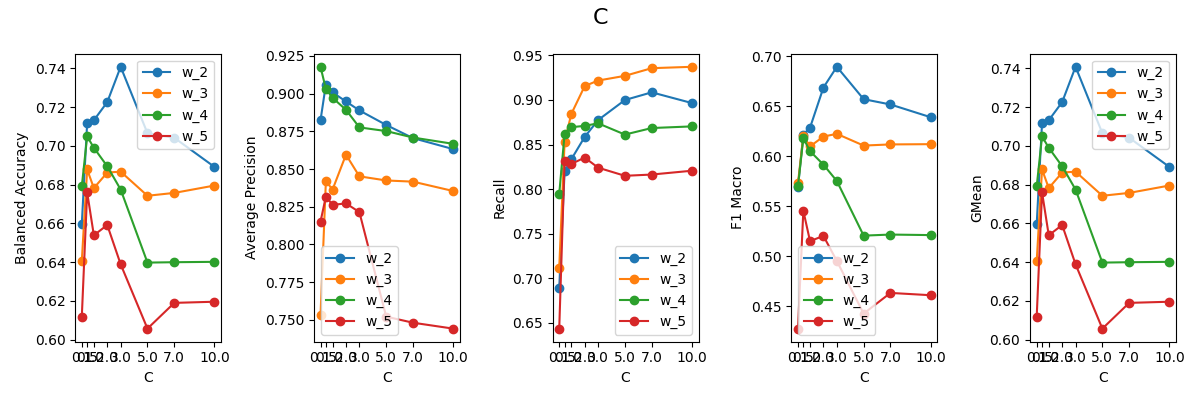 C
Balanced Accuracy
0.74
0.72
0.70
0.68
0.66
0.64
0.62
0.60
w_2
w_3
w_4
w_5
5.0 7.0 10.0
C
Average Precision
0.925
0.900
0.875
0.850
0.825
0.800
0.775
0.750
w_2
w_3
w_4
w_5
5.0 7.0 10.0
C
Recall
0.95
0.90
0.85
0.80
0.75
0.70
0.65
w_2
w_3
w_4
w_5
5.0 7.0 10.0
C
F1 Macro
0.70
0.65
0.60
0.55
0.50
0.45
w_2
w_3
w_4
w_5
5.0 7.0 10.0
C
GMean
0.74
0.72
0.70
0.68
0.66
0.64
0.62
0.60
w_2
w_3
w_4
w_5
5.0 7.0 10.0
C